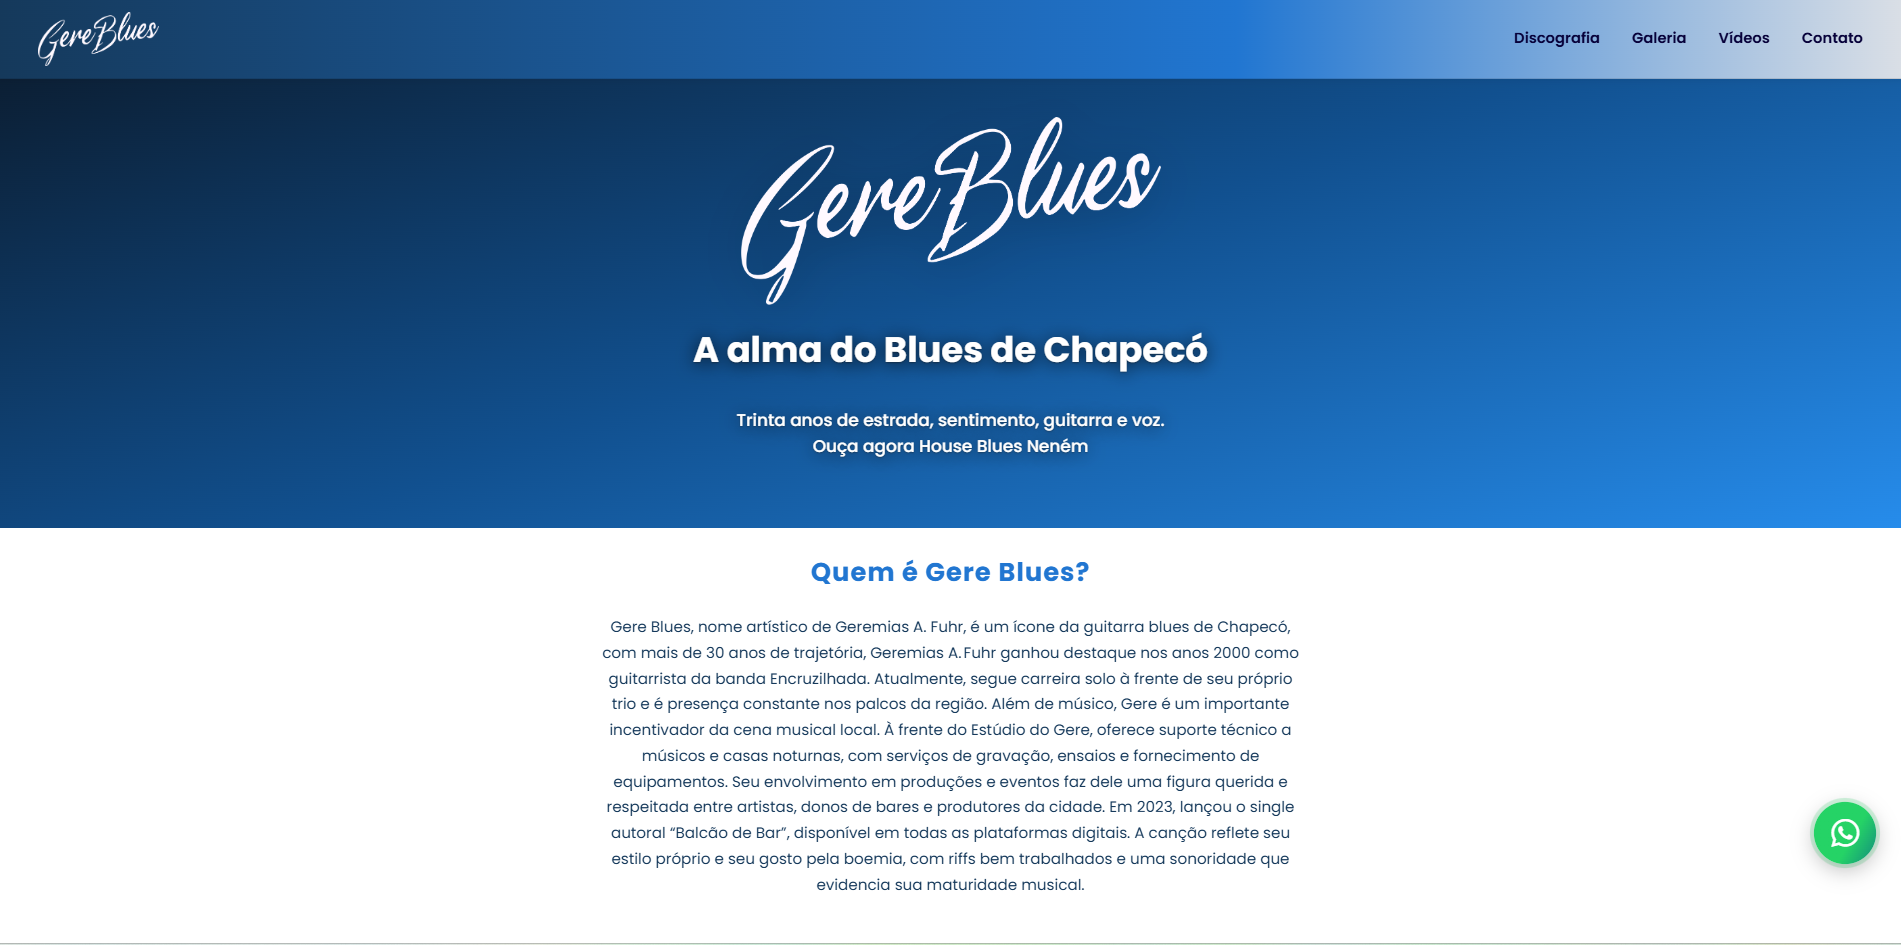 GereBlues
Discografia
Galeria
Vídeos
Contato
GereBlues
A alma do Blues de Chapecó
Trinta anos de estrada, sentimento, guitarra e voz.
Ouça agora House Blues Neném
Quem é Gere Blues?
Gere Blues, nome artístico de Geremias A. Fuhr, é um ícone da guitarra blues de Chapecó,
com mais de 30 anos de trajetória, Geremias A. Fuhr ganhou destaque nos anos 2000 como
guitarrista da banda Encruzilhada. Atualmente, segue carreira solo à frente de seu próprio
trio e é presença constante nos palcos da região. Além de músico, Gere é um importante
incentivador da cena musical local. À frente do Estúdio do Gere, oferece suporte técnico a
músicos e casas noturnas, com serviços de gravação, ensaios e fornecimento de
equipamentos. Seu envolvimento em produções e eventos faz dele uma figura querida e
respeitada entre artistas, donos de bares e produtores da cidade. Em 2023, lançou o single
autoral “Balcão de Bar”, disponível em todas as plataformas digitais. A canção reflete seu
estilo próprio e seu gosto pela boemia, com riffs bem trabalhados e uma sonoridade que
evidencia sua maturidade musical.